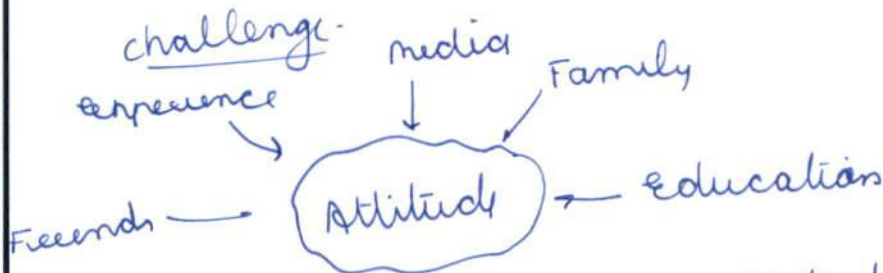 challenge.
media
Family
experience
Attitude
Education
Friends